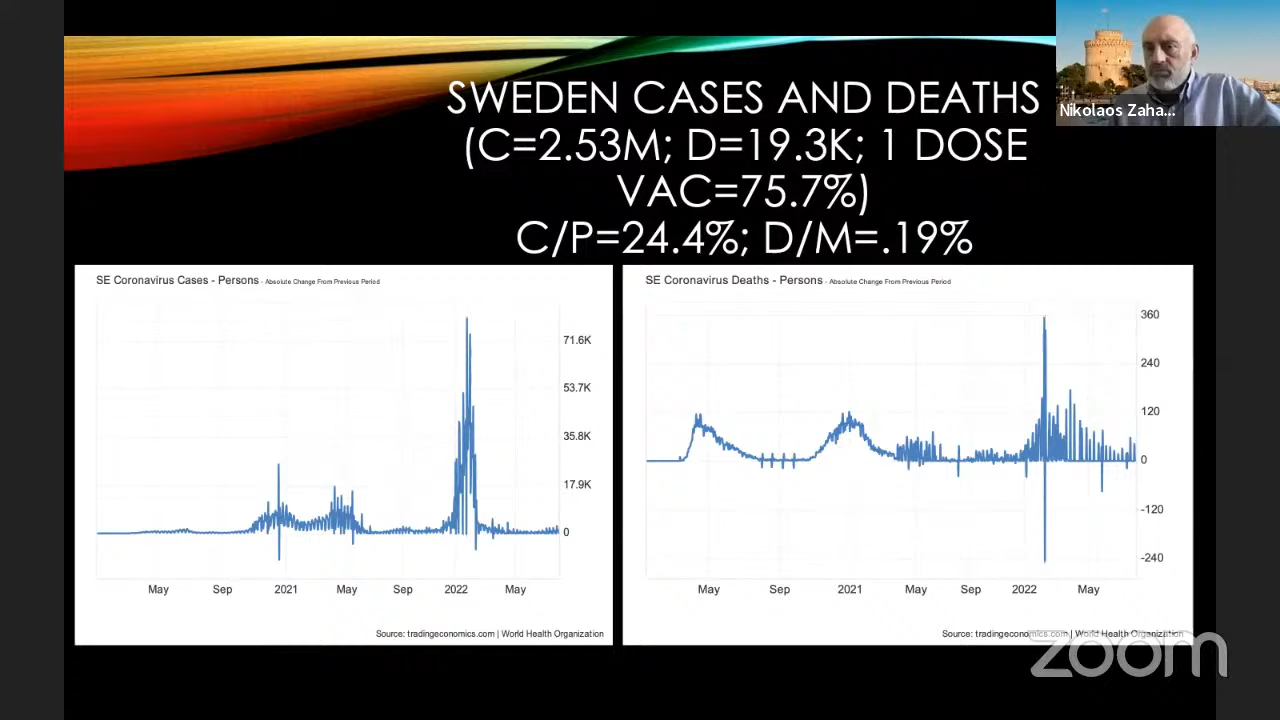 SWEDEN CASES AND DEATHS
(C=2.53M; D=19.3K; 1 DOSE
VAC=75.7%)
C/P=24.4%; D/M=.19%
Nikolaos Zaha...
SE Coronavirus Cases - Persons - Absolute Change From Previous Period
71.6K
53.7K
35.8K
17.9K
0
May Sep 2021 May Sep 2022 May
Source: tradingeconomics.com | World Health Organization
SE Coronavirus Deaths - Persons - Absolute Change From Previous Period
360
240
120
0
-120
-240
May Sep 2021 May Sep 2022 May
Source: tradingeconomics.com | World Health Organization
zoom